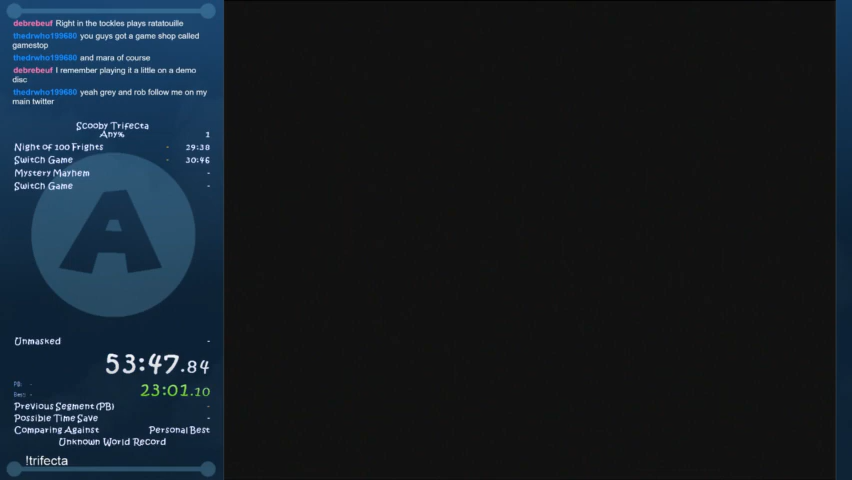 debrebeuf Right in the tockles plays ratatouille
thedrwho199680 you guys got a game shop called
gamestop
thedrwho199680 and mara of course
debrebeuf I remember playing it a little on a demo
disc
thedrwho199680 yeah grey and rob follow me on my
main twitter
Scooby Trifecta
Any% 1
Night of 100 Frights - 29:38
Switch Game - 30:46
Mystery Mayhem -
Switch Game -
A
Unmasked -
53:47.84
PB: -
Best: -
23:01.10
Previous Segment (PB) -
Possible Time Save -
Comparing Against Personal Best
Unknown World Record
!trifecta